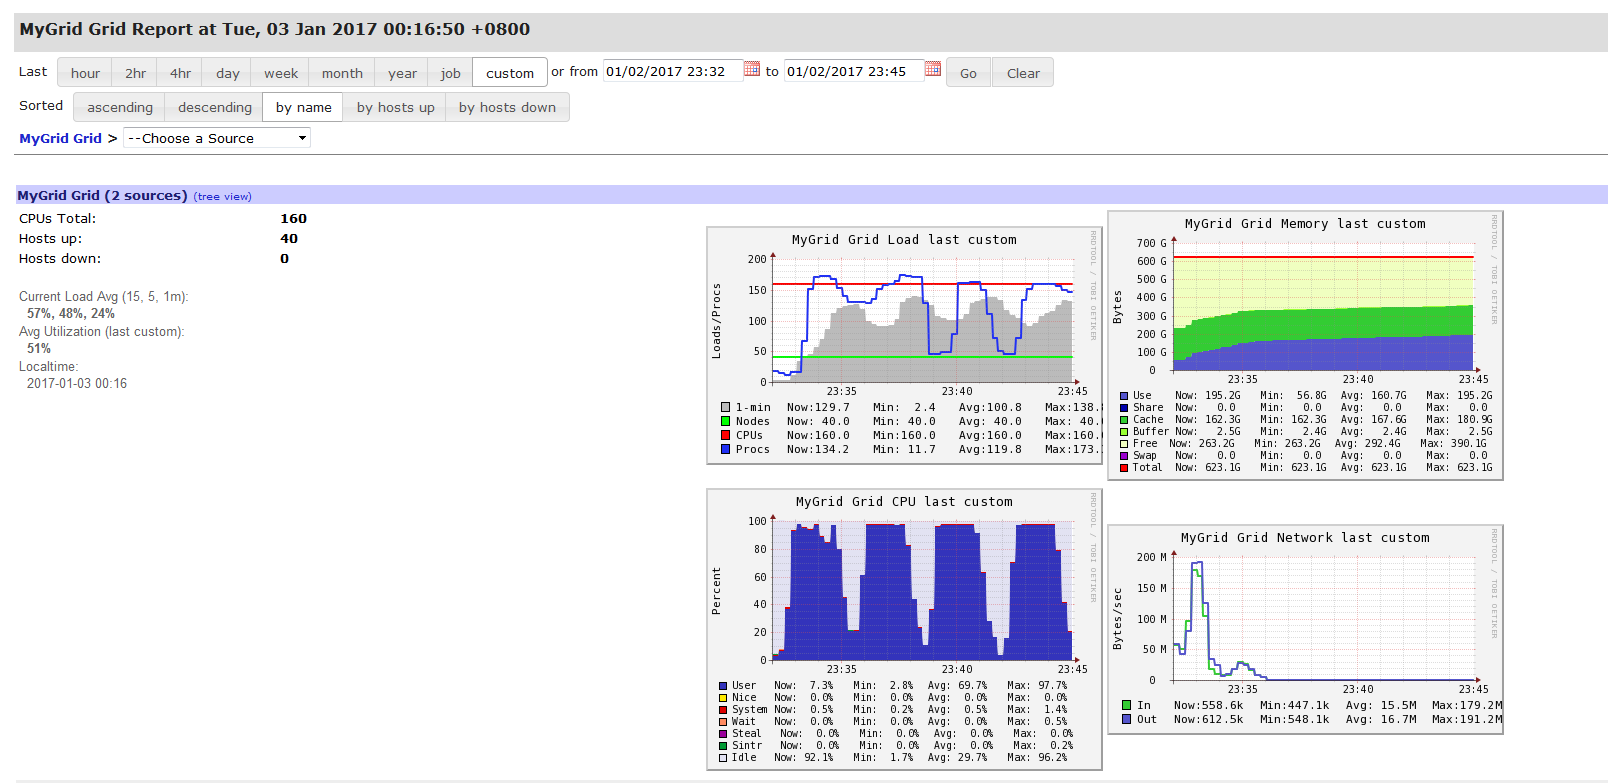 MyGrid Grid Report at Tue, 03 Jan 2017 00:16:50 +0800
Last hour 2hr 4hr day week month year job custom or from 01/02/2017 23:32 to 01/02/2017 23:45 Go Clear
Sorted ascending descending by name by hosts up by hosts down
MyGrid Grid > --Choose a Source
MyGrid Grid (2 sources) (tree view)
CPUs Total: 160
Hosts up: 40
Hosts down: 0
Current Load Avg (15, 5, 1m):
57%, 48%, 24%
Avg Utilization (last custom):
51%
Localtime:
2017-01-03 00:16
MyGrid Grid Load last custom
RRDTOOL / TOBI OETIKER
Loads/Procs
200
150
100
50
0
23:35 23:40 23:45
1-min Now:129.7 Min: 2.4 Avg:100.8 Max:138.8
Nodes Now: 40.0 Min: 40.0 Avg: 40.0 Max: 40.
CPUs Now:160.0 Min:160.0 Avg:160.0 Max:160.
Procs Now:134.2 Min: 11.7 Avg:119.8 Max:173.
MyGrid Grid Memory last custom
RRDTOOL / TOBI OETIKER
Bytes
700 G
600 G
500 G
400 G
300 G
200 G
100 G
0
23:35 23:40 23:45
Use Now: 195.2G Min: 56.8G Avg: 160.7G Max: 195.2G
Share Now: 0.0 Min: 0.0 Avg: 0.0 Max: 0.0
Cache Now: 162.3G Min: 162.3G Avg: 167.6G Max: 180.9G
Buffer Now: 2.5G Min: 2.4G Avg: 2.4G Max: 2.5G
Free Now: 263.2G Min: 263.2G Avg: 292.4G Max: 390.1G
Swap Now: 0.0 Min: 0.0 Avg: 0.0 Max: 0.0
Total Now: 623.1G Min: 623.1G Avg: 623.1G Max: 623.1G
MyGrid Grid CPU last custom
RRDTOOL / TOBI OETIKER
Percent
100
80
60
40
20
0
23:35 23:40 23:45
User Now: 7.3% Min: 2.8% Avg: 69.7% Max: 97.7%
Nice Now: 0.0% Min: 0.0% Avg: 0.0% Max: 0.0%
System Now: 0.5% Min: 0.2% Avg: 0.5% Max: 1.4%
Wait Now: 0.0% Min: 0.0% Avg: 0.0% Max: 0.5%
Steal Now: 0.0% Min: 0.0% Avg: 0.0% Max: 0.0%
Sintr Now: 0.0% Min: 0.0% Avg: 0.0% Max: 0.2%
Idle Now: 92.1% Min: 1.7% Avg: 29.7% Max: 96.2%
MyGrid Grid Network last custom
RRDTOOL / TOBI OETIKER
Bytes/sec
200 M
150 M
100 M
50 M
0
23:35 23:40 23:45
In Now:558.6k Min:447.1k Avg: 15.5M Max:179.2M
Out Now:612.5k Min:548.1k Avg: 16.7M Max:191.2M